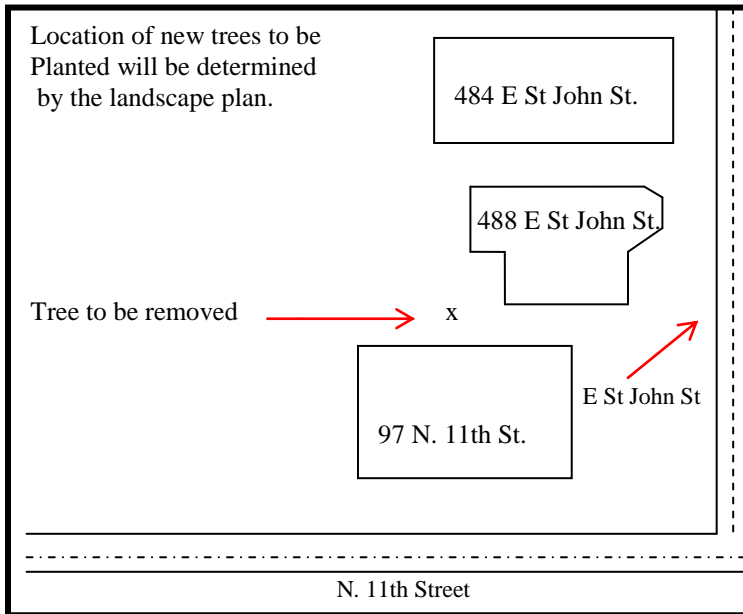 Location of new trees to be
Planted will be determined
by the landscape plan.
484 E St John St.
488 E St John St.
Tree to be removed
x
E St John St
97 N. 11th St.
N. 11th Street